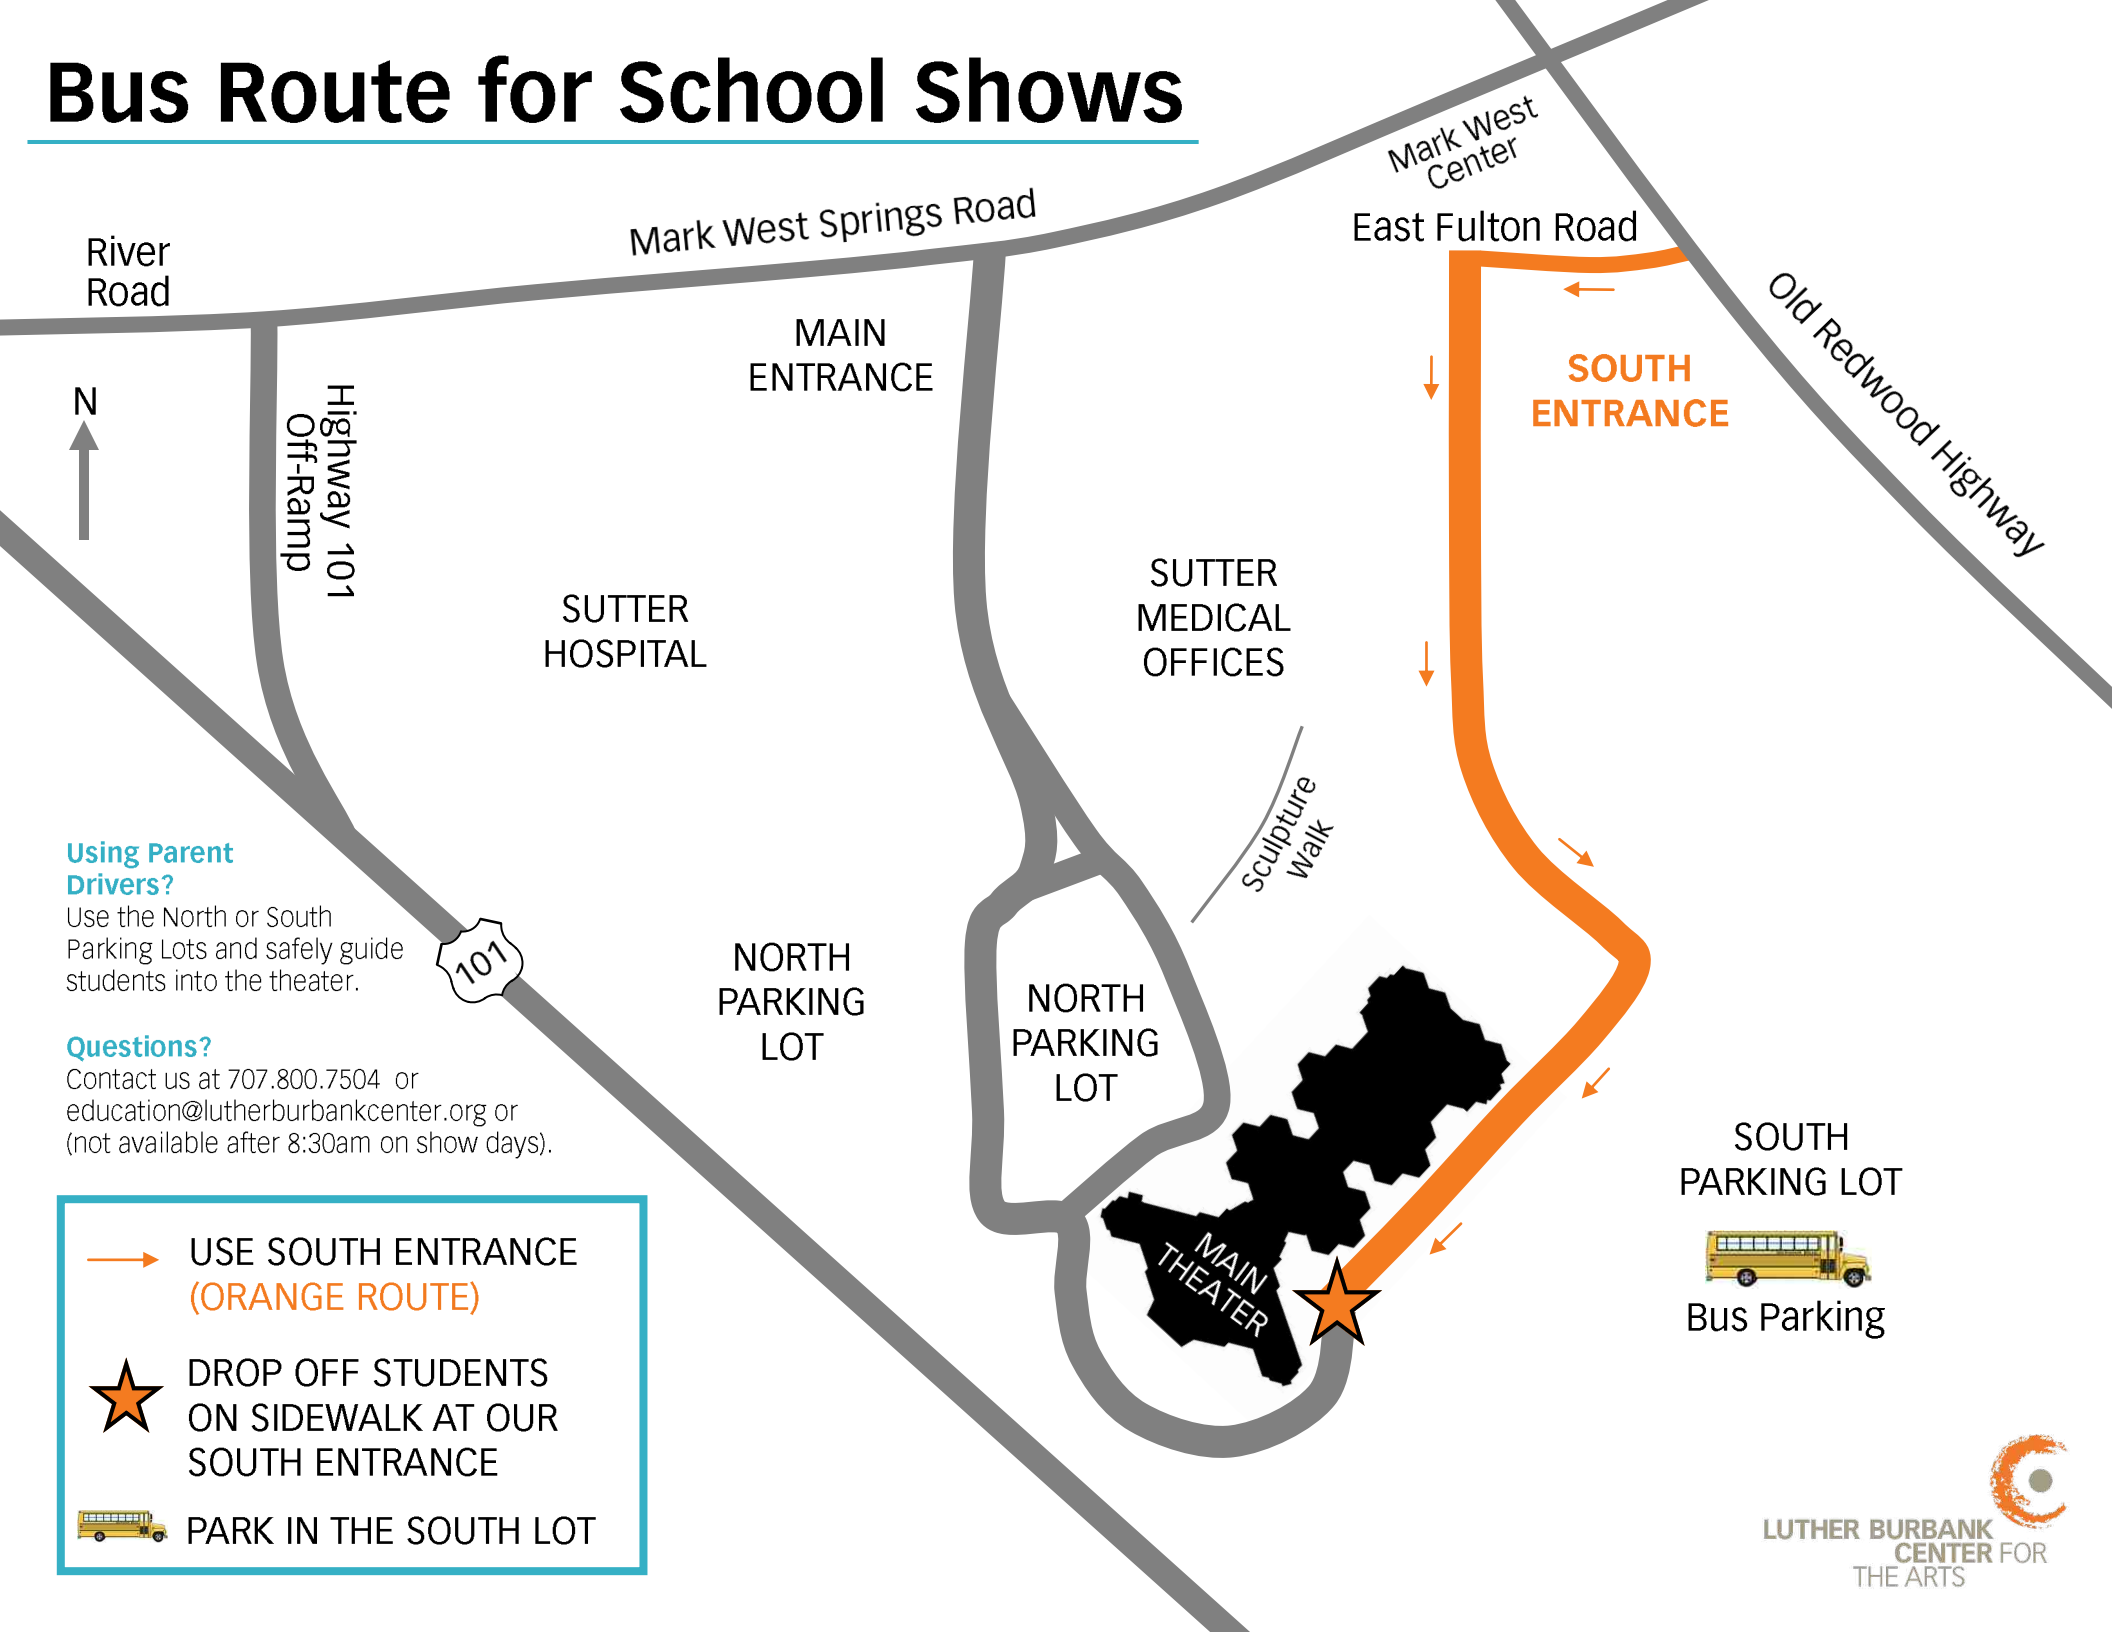 Bus Route for School Shows
Mark West
Center
Mark West Springs Road
East Fulton Road
River
Road
Old Redwood Highway
MAIN
ENTRANCE
SOUTH
ENTRANCE
N
Highway 101
Off-Ramp
SUTTER
HOSPITAL
SUTTER
MEDICAL
OFFICES
Sculpture
Walk
Using Parent
Drivers?
Use the North or South
Parking Lots and safely guide
students into the theater.
101
NORTH
PARKING
LOT
NORTH
PARKING
LOT
Questions?
Contact us at 707.800.7504 or
education@lutherburbankcenter.org or
(not available after 8:30am on show days).
SOUTH
PARKING LOT
Bus Parking
MAIN
THEATER
USE SOUTH ENTRANCE
(ORANGE ROUTE)
DROP OFF STUDENTS
ON SIDEWALK AT OUR
SOUTH ENTRANCE
PARK IN THE SOUTH LOT
LUTHER BURBANK
CENTER FOR
THE ARTS